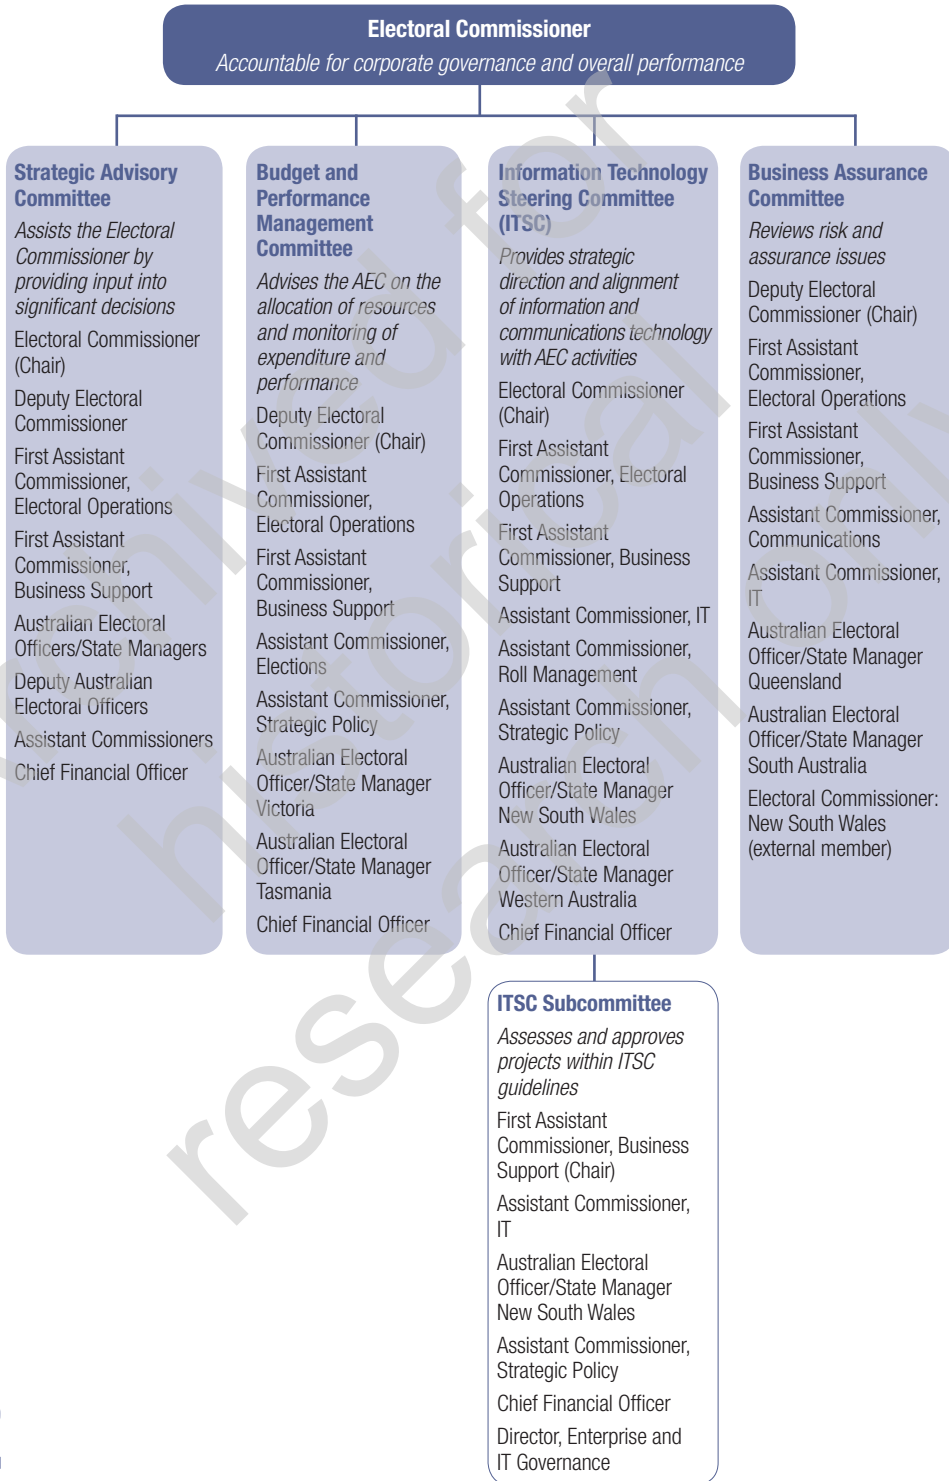 Electoral Commissioner
Accountable for corporate governance and overall performance
Strategic Advisory
Committee
Assists the Electoral
Commissioner by
providing input into
significant decisions
Electoral Commissioner
(Chair)
Deputy Electoral
Commissioner
First Assistant
Commissioner,
Electoral Operations
First Assistant
Commissioner,
Business Support
Australian Electoral
Officers/State Managers
Deputy Australian
Electoral Officers
Assistant Commissioners
Chief Financial Officer
Budget and
Performance
Management
Committee
Advises the AEC on the
allocation of resources
and monitoring of
expenditure and
performance
Deputy Electoral
Commissioner (Chair)
First Assistant
Commissioner,
Electoral Operations
First Assistant
Commissioner,
Business Support
Assistant Commissioner,
Elections
Assistant Commissioner,
Strategic Policy
Australian Electoral
Officer/State Manager
Victoria
Australian Electoral
Officer/State Manager
Tasmania
Chief Financial Officer
Information Technology
Steering Committee
(ITSC)
Provides strategic
direction and alignment
of information and
communications technology
with AEC activities
Electoral Commissioner
(Chair)
First Assistant
Commissioner, Electoral
Operations
First Assistant
Commissioner, Business
Support
Assistant Commissioner, IT
Assistant Commissioner,
Roll Management
Assistant Commissioner,
Strategic Policy
Australian Electoral
Officer/State Manager
New South Wales
Australian Electoral
Officer/State Manager
Western Australia
Chief Financial Officer
Business Assurance
Committee
Reviews risk and
assurance issues
Deputy Electoral
Commissioner (Chair)
First Assistant
Commissioner,
Electoral Operations
First Assistant
Commissioner,
Business Support
Assistant Commissioner,
Communications
Assistant Commissioner,
IT
Australian Electoral
Officer/State Manager
Queensland
Australian Electoral
Officer/State Manager
South Australia
Electoral Commissioner:
New South Wales
(external member)
ITSC Subcommittee
Assesses and approves
projects within ITSC
guidelines
First Assistant
Commissioner, Business
Support (Chair)
Assistant Commissioner,
IT
Australian Electoral
Officer/State Manager
New South Wales
Assistant Commissioner,
Strategic Policy
Chief Financial Officer
Director, Enterprise and
IT Governance
archived for
historical
research only